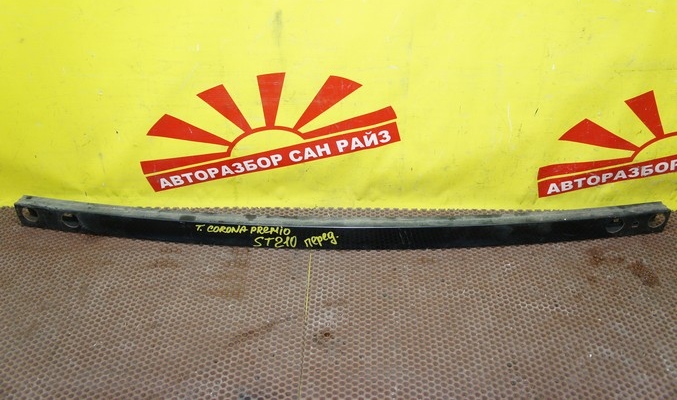 АВТОРАЗБОР САН РАЙЗ
АВТОРАЗБОР
T. CORONA PREMIO
ST210 перед.